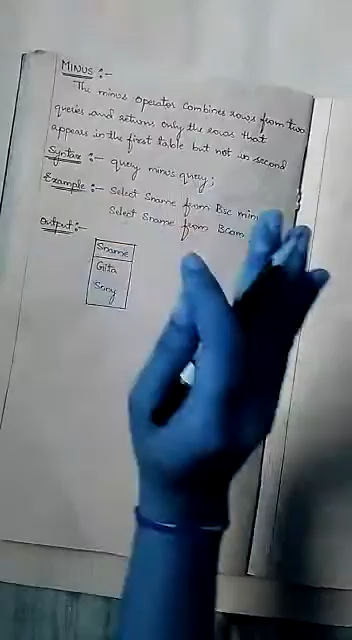 MINUS :-
The minus operator combines rows from two
queries and returns only the rows that
appears in the first table but not in second
Syntax :- query minus query;
Example :- Select Sname from Bsc min
Select Sname from Bcom
Output :-
Sname
Gita
Sony